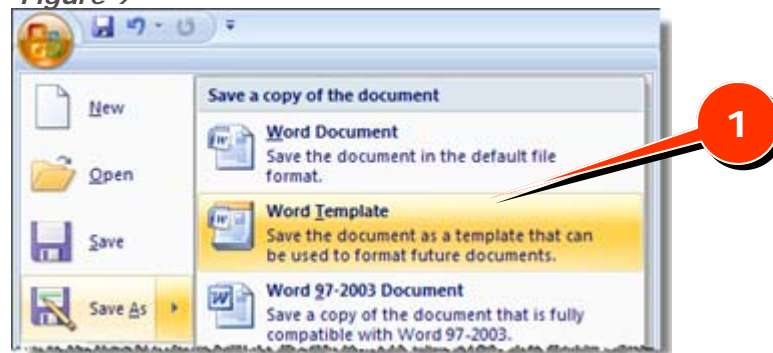 Figure 9
New
Open
Save
Save As
Save a copy of the document
Word Document
Save the document in the default file
format.
Word Template
Save the document as a template that can
be used to format future documents.
Word 97-2003 Document
Save a copy of the document that is fully
compatible with Word 97-2003.
1